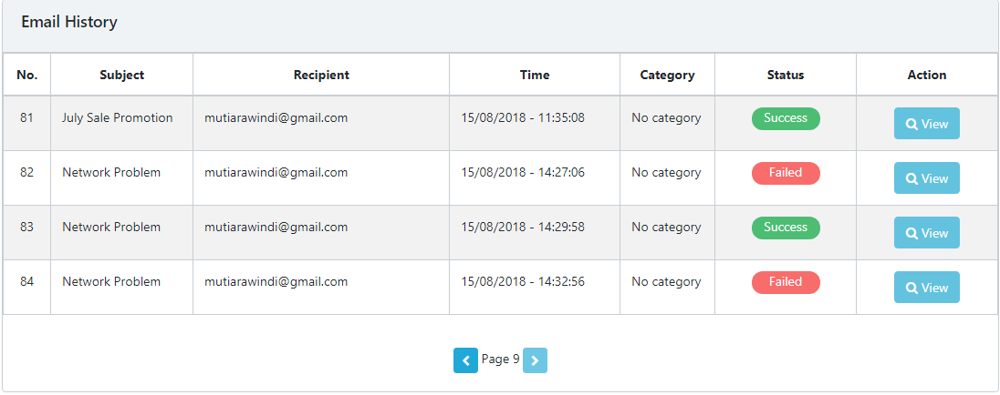 Email History
No. Subject Recipient Time Category Status Action
81 July Sale Promotion mutiarawindi@gmail.com 15/08/2018 - 11:35:08 No category Success View
82 Network Problem mutiarawindi@gmail.com 15/08/2018 - 14:27:06 No category Failed View
83 Network Problem mutiarawindi@gmail.com 15/08/2018 - 14:29:58 No category Success View
84 Network Problem mutiarawindi@gmail.com 15/08/2018 - 14:32:56 No category Failed View
Page 9